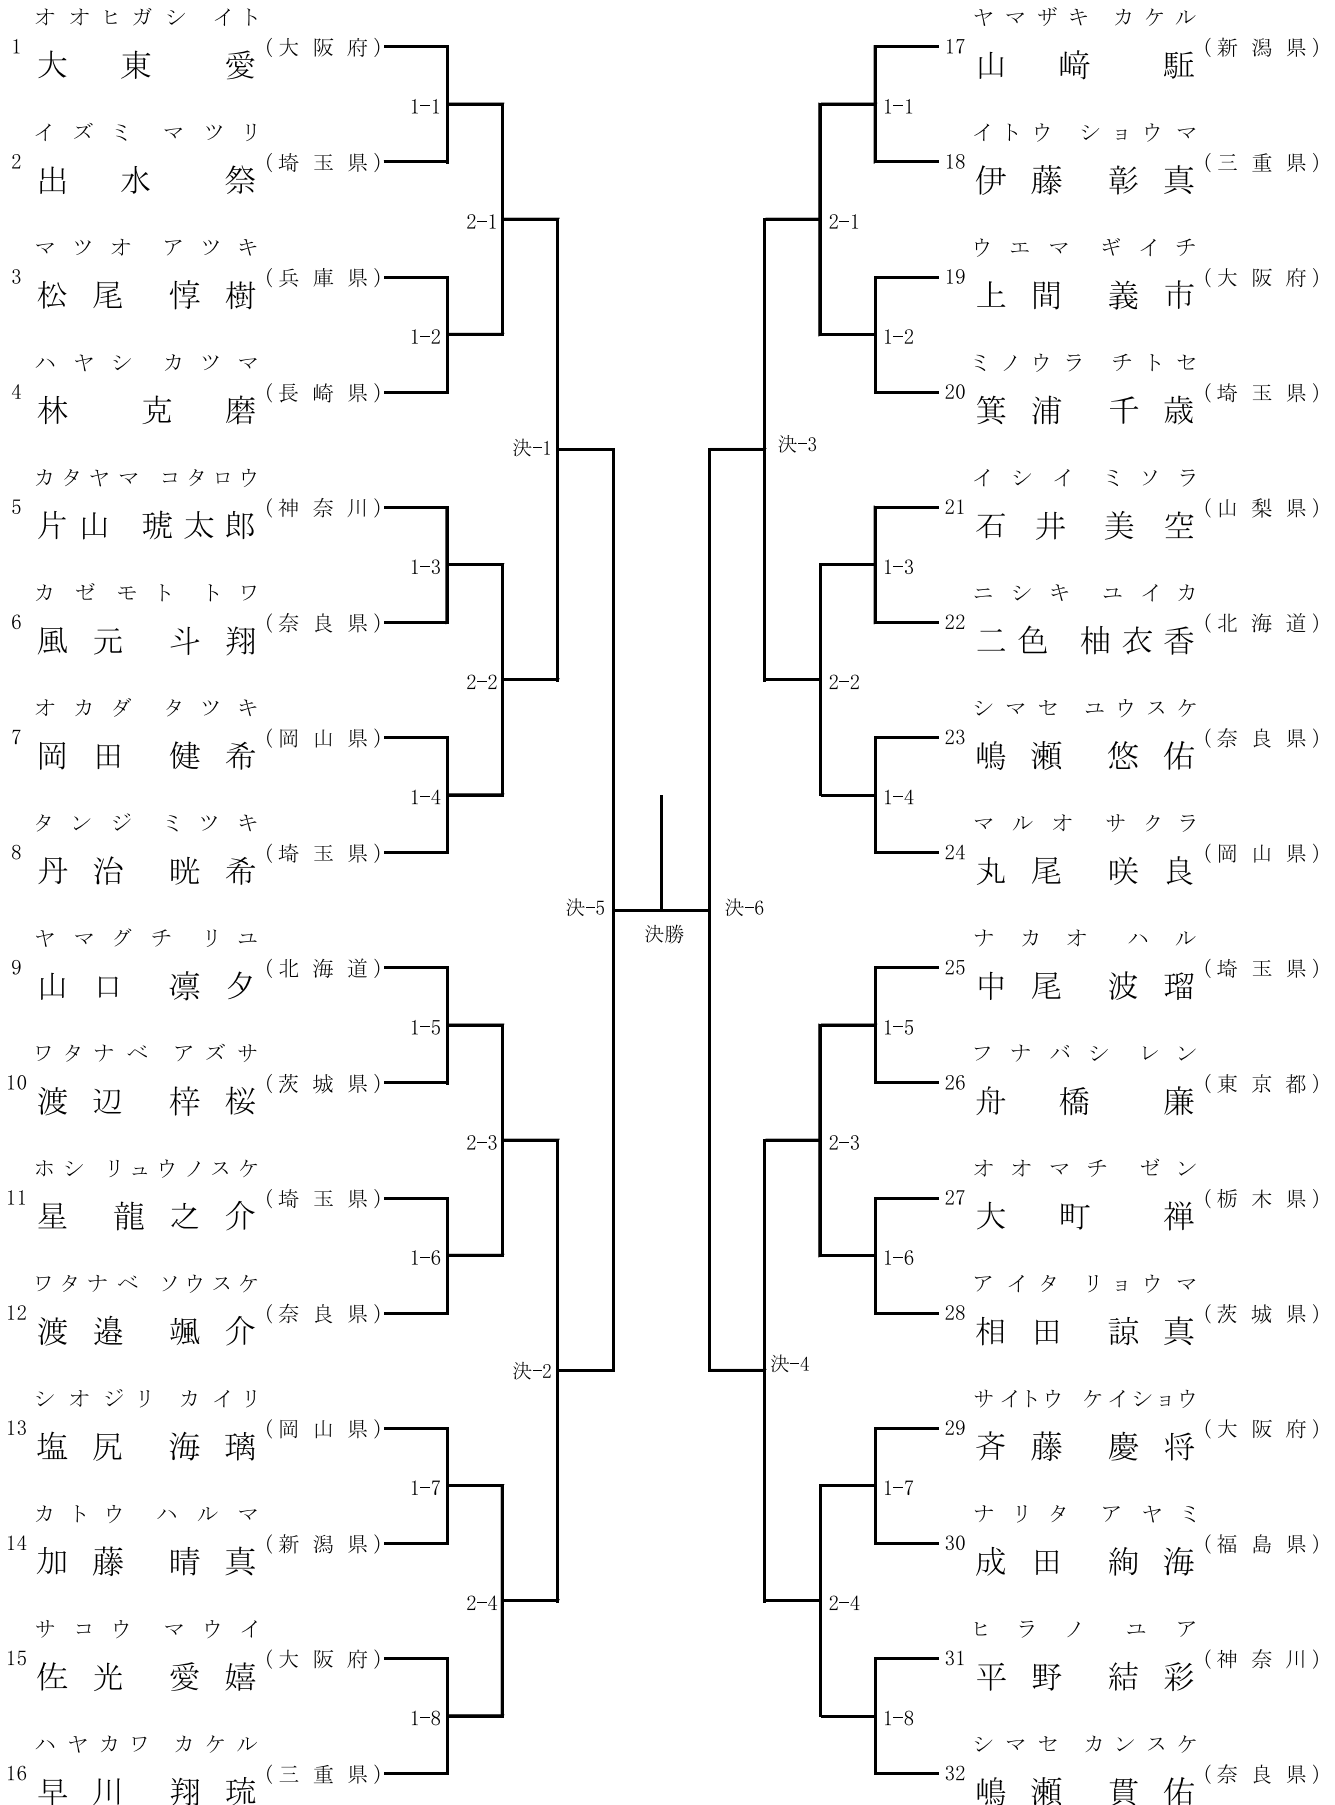 オオヒガシ イト
1 大東 愛 (大阪府)
1-1
イズミ マツリ
2 出水 祭 (埼玉県)
2-1
マツオ アツキ
3 松尾 惇樹 (兵庫県)
1-2
ハヤシ カツマ
4 林 克磨 (長崎県)
決-1
カタヤマ コタロウ
5 片山 琥太郎 (神奈川)
1-3
カゼモト トワ
6 風元 斗翔 (奈良県)
2-2
オカダ タツキ
7 岡田 健希 (岡山県)
1-4
タンジ ミツキ
8 丹治 晄希 (埼玉県)
決-5
ヤマグチ リユ
9 山口 凛夕 (北海道)
1-5
ワタナベ アズサ
10 渡辺 梓桜 (茨城県)
2-3
ホシ リュウノスケ
11 星 龍之介 (埼玉県)
1-6
ワタナベ ソウスケ
12 渡邉 颯介 (奈良県)
決-2
シオジリ カイリ
13 塩尻 海璃 (岡山県)
1-7
カトウ ハルマ
14 加藤 晴真 (新潟県)
2-4
サコウ マウイ
15 佐光 愛嬉 (大阪府)
1-8
ハヤカワ カケル
16 早川 翔琉 (三重県)
決勝
ヤマザキ カケル
17 山﨑 駈 (新潟県)
1-1
イトウ ショウマ
18 伊藤 彰真 (三重県)
2-1
ウエマ ギイチ
19 上間 義市 (大阪府)
1-2
ミノウラ チトセ
20 箕浦 千歳 (埼玉県)
決-3
イシイ ミソラ
21 石井 美空 (山梨県)
1-3
ニシキ ユイカ
22 二色 柚衣香 (北海道)
2-2
シマセ ユウスケ
23 嶋瀬 悠佑 (奈良県)
1-4
マルオ サクラ
24 丸尾 咲良 (岡山県)
決-6
ナカオ ハル
25 中尾 波瑠 (埼玉県)
1-5
フナバシ レン
26 舟橋 廉 (東京都)
2-3
オオマチ ゼン
27 大町 禅 (栃木県)
1-6
アイタ リョウマ
28 相田 諒真 (茨城県)
決-4
サイトウ ケイショウ
29 斉藤 慶将 (大阪府)
1-7
ナリタ アヤミ
30 成田 絢海 (福島県)
2-4
ヒラノ ユア
31 平野 結彩 (神奈川)
1-8
シマセ カンスケ
32 嶋瀬 貫佑 (奈良県)